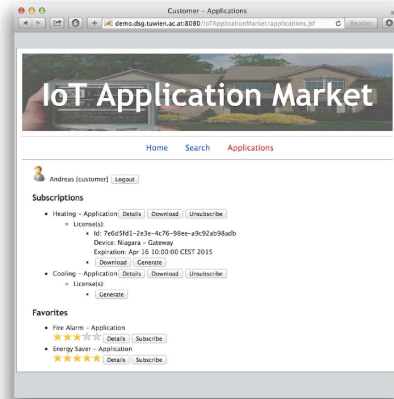 Customer – Applications
demo.dsg.tuwien.ac.at:8080/IoTApplicationMarket/applications.jsf
Reader
IoT Application Market
Home Search Applications
Andreas [customer] Logout
Subscriptions
Heating – Application Details Download Unsubscribe
License(s):
Id: 7e6d5fd1-2e3e-4c76-98ee-a9c92ab98adb
Device: Niagara – Gateway
Expiration: Apr 16 10:00:00 CEST 2015
Download Generate
Cooling – Application Details Download Unsubscribe
License(s):
Generate
Favorites
Fire Alarm – Application
Details Subscribe
Energy Saver – Application
Details Subscribe